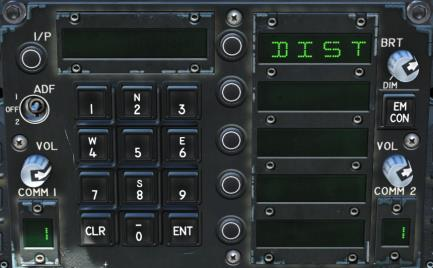 I/P
DIST
BRT
DIM
ADF
1
OFF
2
1
N
2
3
EM
CON
W
4
5
E
6
VOL
VOL
7
S
8
9
COMM 1
COMM 2
CLR
–
0
ENT
1
1